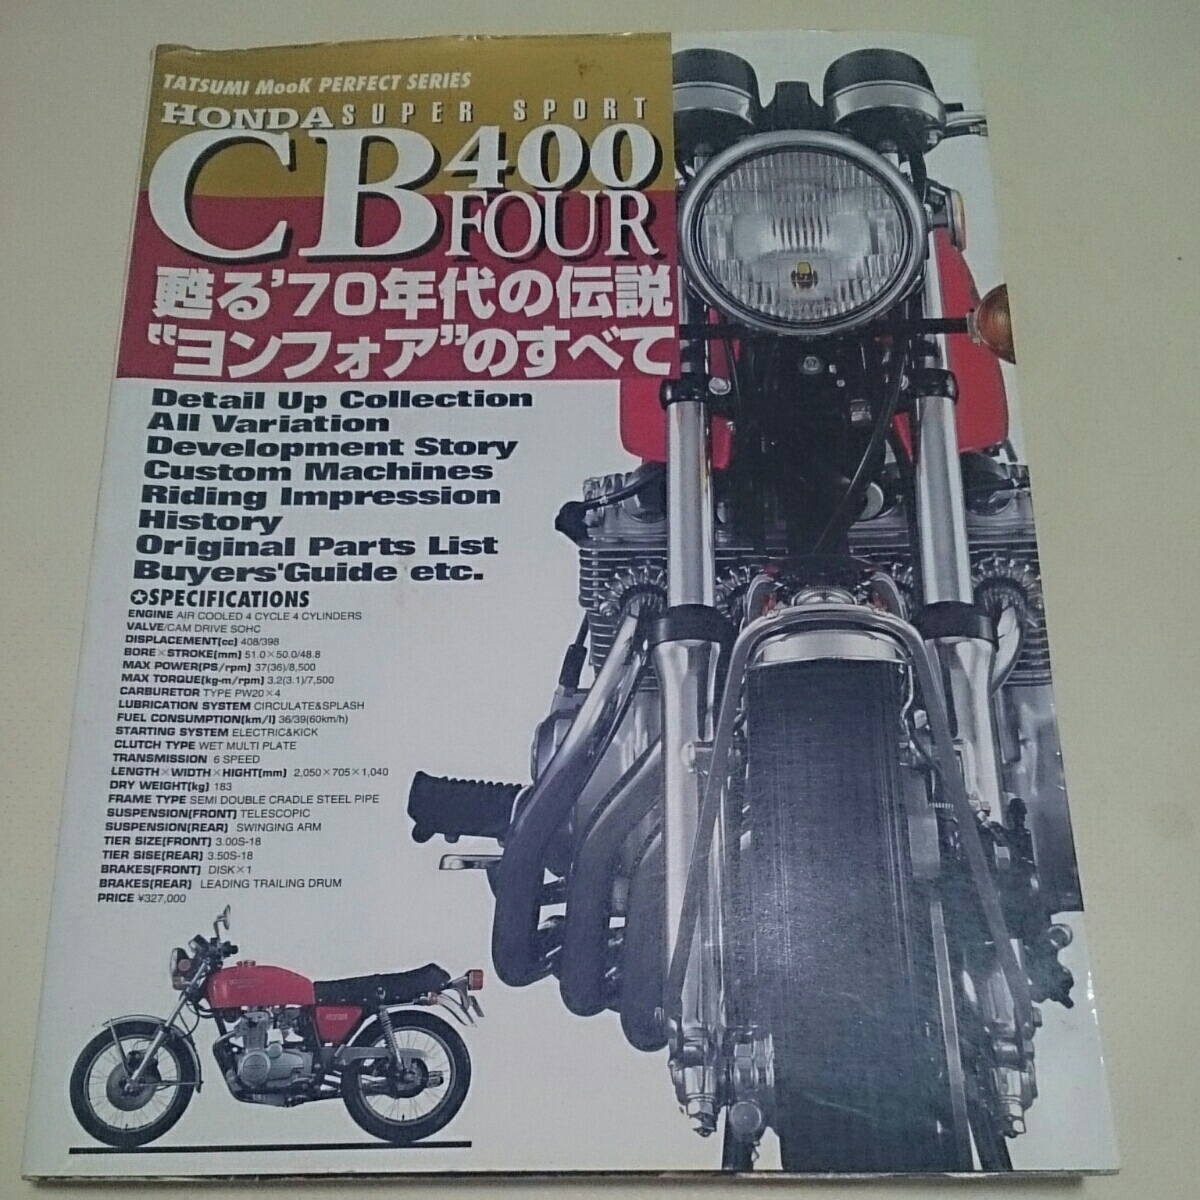 TATSUMI MooK PERFECT SERIES
HONDA SUPER SPORT
CB400
FOUR
甦る'70年代の伝説
“ヨンフォア”のすべて
Detail Up Collection
All Variation
Development Story
Custom Machines
Riding Impression
History
Original Parts List
Buyers'Guide etc.
✪SPECIFICATIONS
ENGINE AIR COOLED 4 CYCLE 4 CYLINDERS
VALVE/CAM DRIVE SOHC
DISPLACEMENT(cc) 408/398
BORE×STROKE(mm) 51.0×50.0/48.8
MAX POWER(PS/rpm) 37(36)/8,500
MAX TORQUE(kg-m/rpm) 3.2(3.1)/7,500
CARBURETOR TYPE PW20×4
LUBRICATION SYSTEM CIRCULATE&SPLASH
FUEL CONSUMPTION(km/l) 36/39(60km/h)
STARTING SYSTEM ELECTRIC&KICK
CLUTCH TYPE WET MULTI PLATE
TRANSMISSION 6 SPEED
LENGTH×WIDTH×HIGHT(mm) 2,050×705×1,040
DRY WEIGHT(kg) 183
FRAME TYPE SEMI DOUBLE CRADLE STEEL PIPE
SUSPENSION(FRONT) TELESCOPIC
SUSPENSION(REAR) SWINGING ARM
TIER SIZE(FRONT) 3.00S-18
TIER SISE(REAR) 3.50S-18
BRAKES(FRONT) DISK×1
BRAKES(REAR) LEADING TRAILING DRUM
PRICE ¥327,000